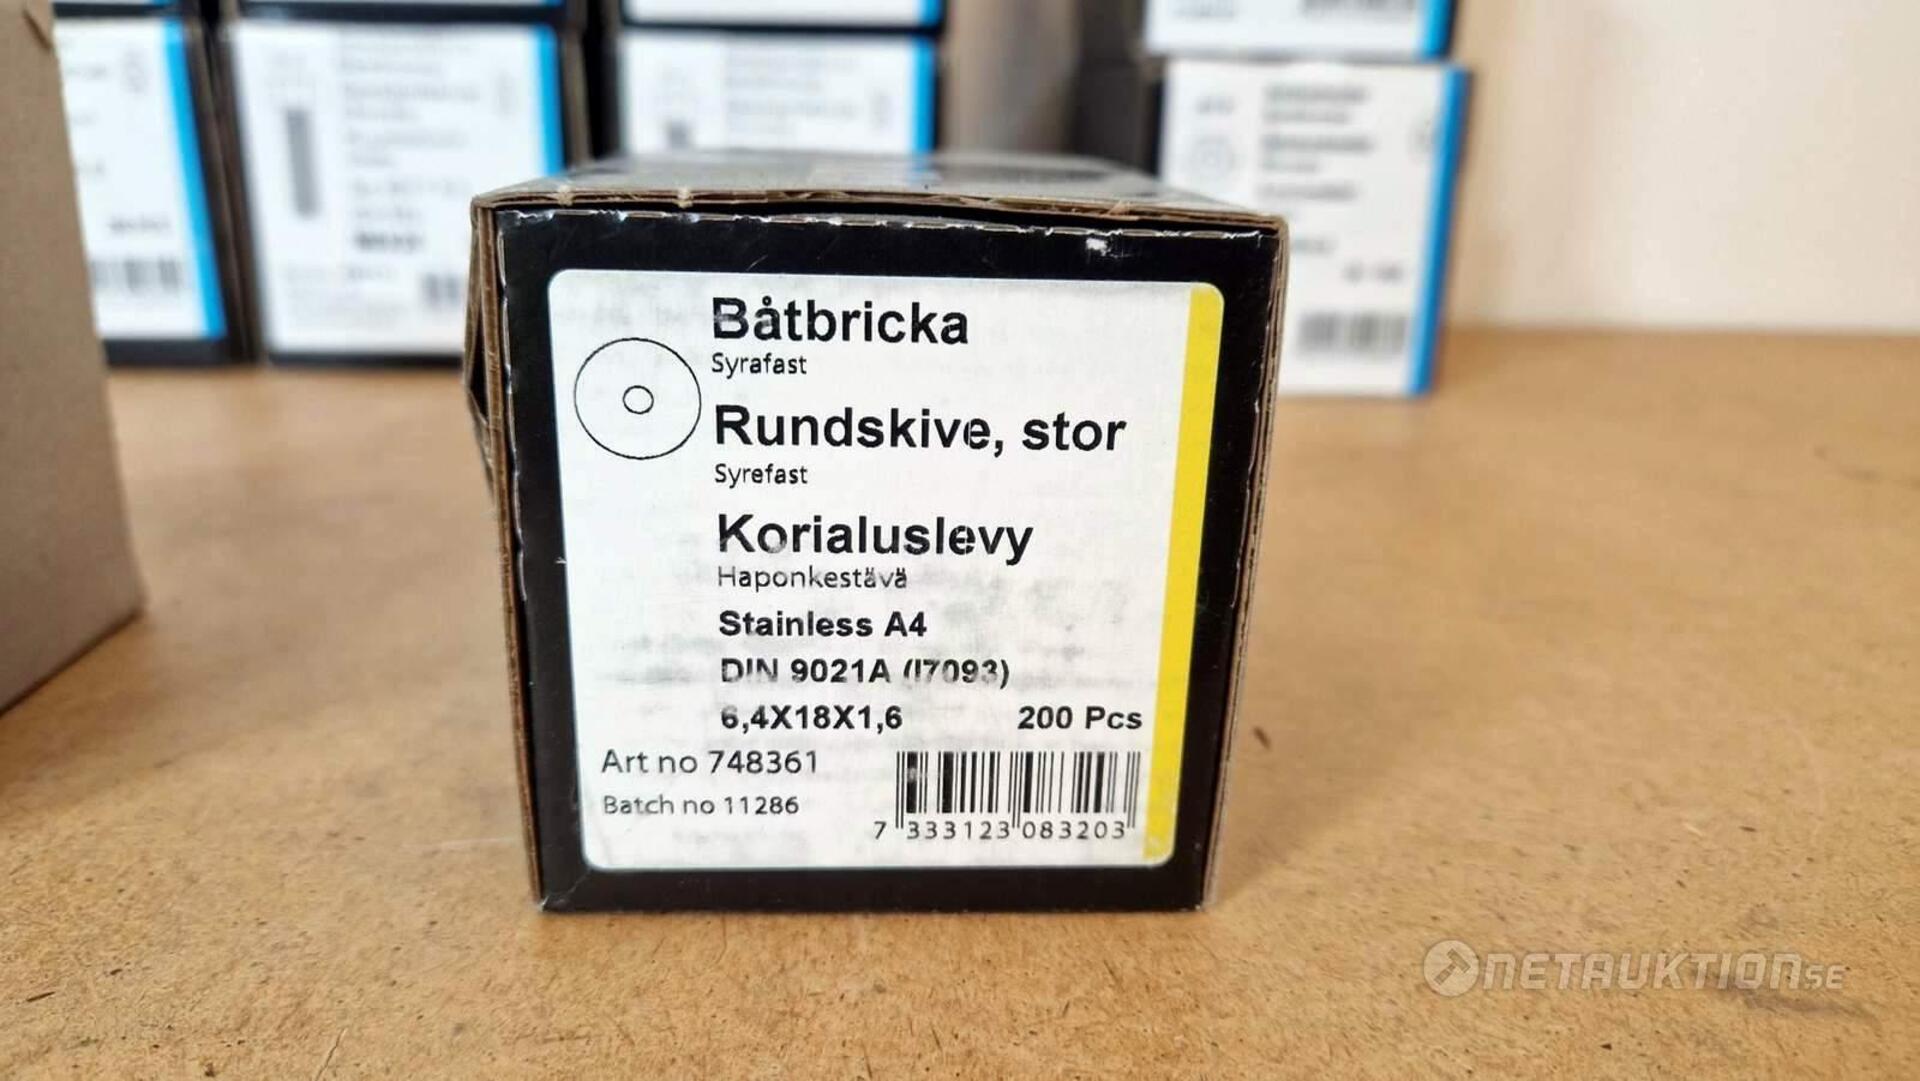 Båtbricka
Syrafast
Rundskive, stor
Syrefast
Korialuslevy
Haponkestävä
Stainless A4
DIN 9021A (I7093)
6,4X18X1,6 200 Pcs
Art no 748361
Batch no 11286
7 333123 083203
NETAUKTION.SE